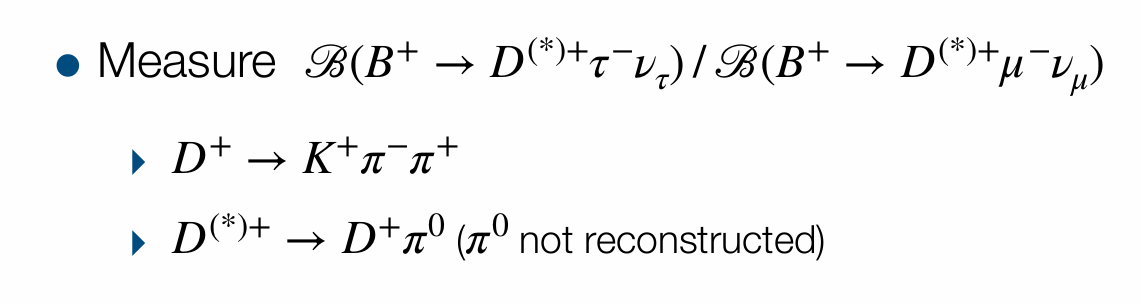 • Measure ℬ(B⁺ → D⁽*⁾⁺τ⁻ν_τ) / ℬ(B⁺ → D⁽*⁾⁺μ⁻ν_μ)
▸ D⁺ → K⁺π⁻π⁺
▸ D⁽*⁾⁺ → D⁺π⁰ (π⁰ not reconstructed)